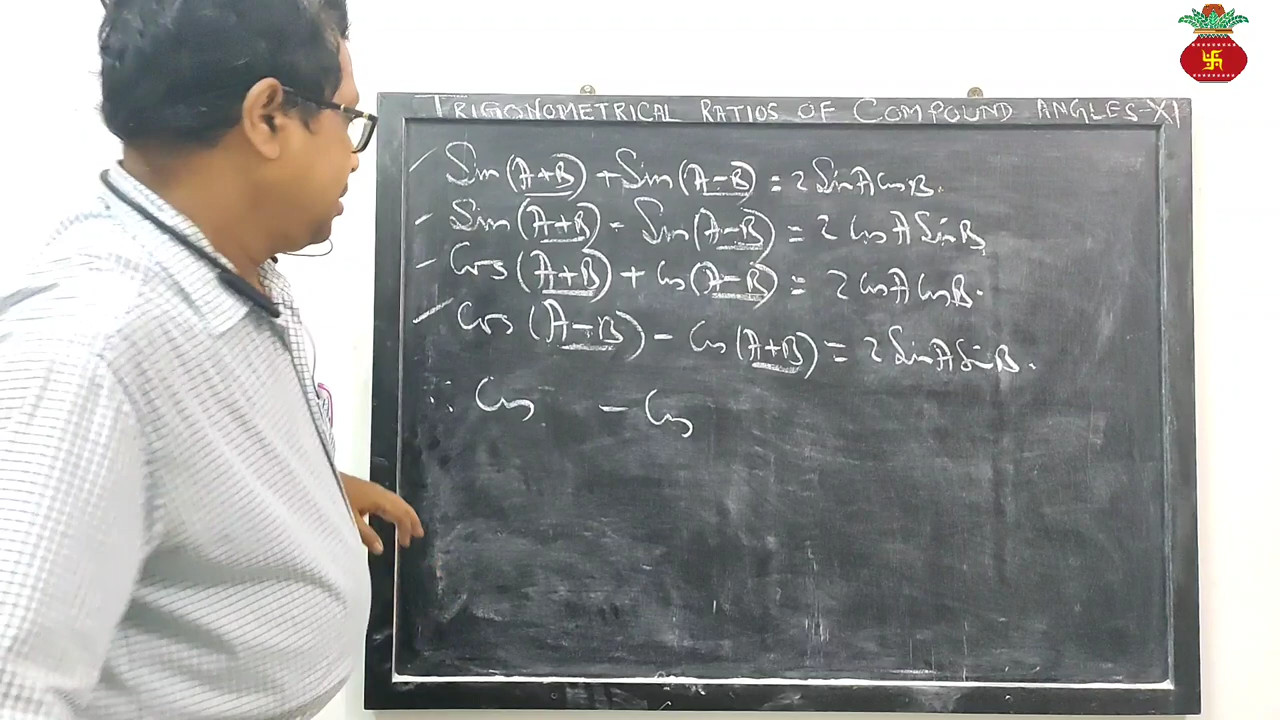 TRIGONOMETRICAL RATIOS OF COMPOUND ANGLES-XI
Sin(A+B) + Sin(A-B) = 2 SinA CosB.
Sin(A+B) - Sin(A-B) = 2 CosA SinB,
Cos(A+B) + Cos(A-B) = 2 CosA CosB.
Cos(A-B) - Cos(A+B) = 2 SinA SinB.
∴ Cos - Cos